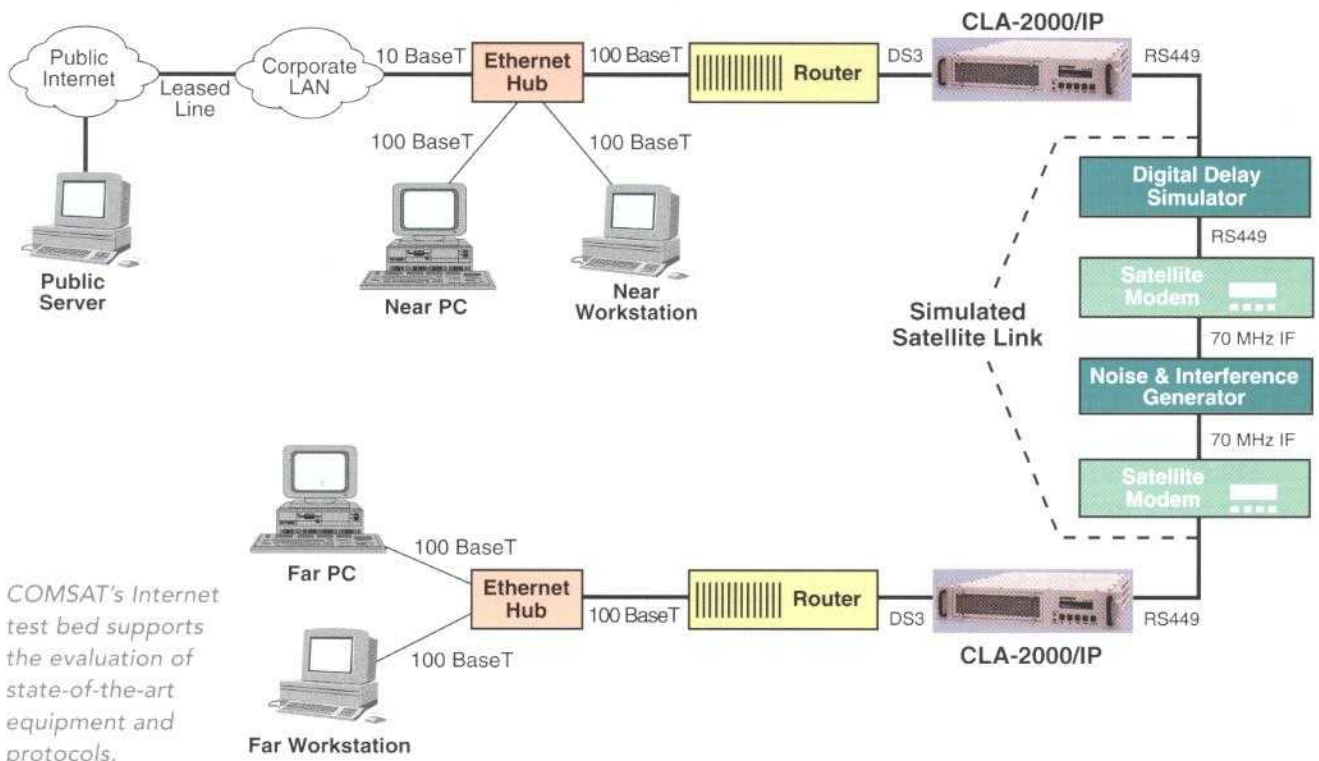 CLA-2000/IP
Public
Internet
Leased
Line
Corporate
LAN
10 BaseT
Ethernet
Hub
100 BaseT
Router
DS3
RS449
100 BaseT
100 BaseT
Public
Server
Near PC
Near
Workstation
Digital Delay
Simulator
RS449
Satellite
Modem
70 MHz IF
Simulated
Satellite Link
Noise & Interference
Generator
70 MHz IF
Satellite
Modem
100 BaseT
Far PC
Ethernet
Hub
100 BaseT
Router
DS3
RS449
CLA-2000/IP
100 BaseT
Far Workstation
COMSAT's Internet
test bed supports
the evaluation of
state-of-the-art
equipment and
protocols.